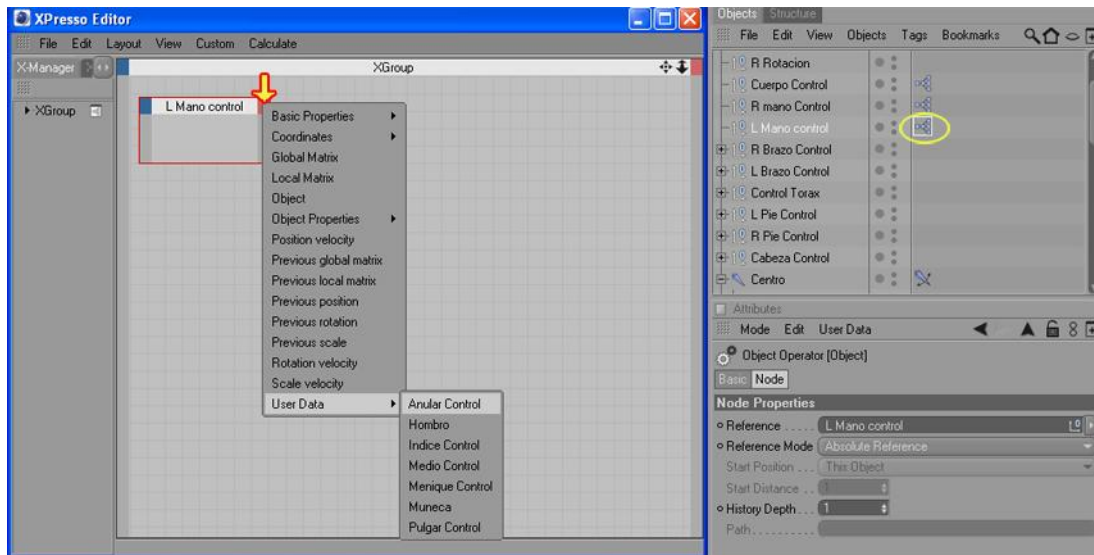 XPresso Editor
File Edit Layout View Custom Calculate
X-Manager
XGroup
XGroup
L Mano control
Basic Properties
Coordinates
Global Matrix
Local Matrix
Object
Object Properties
Position velocity
Previous global matrix
Previous local matrix
Previous position
Previous rotation
Previous scale
Rotation velocity
Scale velocity
User Data
Anular Control
Hombro
Indice Control
Medio Control
Menique Control
Muneca
Pulgar Control
Objects Structure
File Edit View Objects Tags Bookmarks
R Rotacion
Cuerpo Control
R mano Control
L Mano control
R Brazo Control
L Brazo Control
Control Torax
L Pie Control
R Pie Control
Cabeza Control
Centro
Attributes
Mode Edit User Data
Object Operator [Object]
Basic Node
Node Properties
Reference . . . . . L Mano control
Reference Mode Absolute Reference
Start Position . . . This Object
Start Distance . . 1
History Depth . . . 1
Path . . . . . . . . .